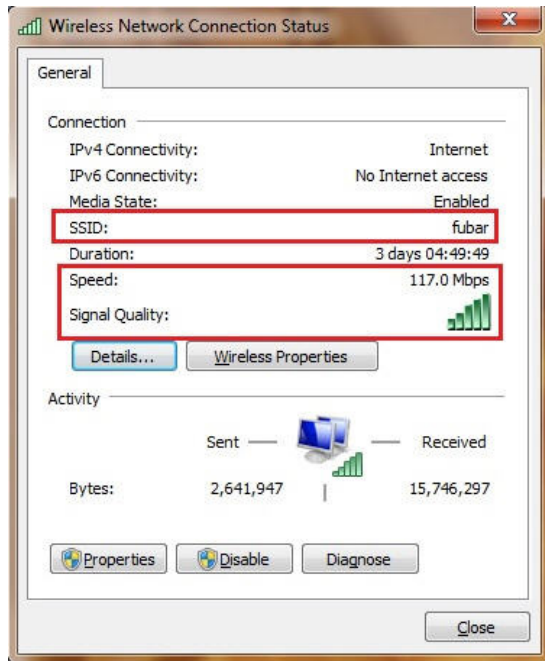 Wireless Network Connection Status
General
Connection
IPv4 Connectivity: Internet
IPv6 Connectivity: No Internet access
Media State: Enabled
SSID: fubar
Duration: 3 days 04:49:49
Speed: 117.0 Mbps
Signal Quality:
Details... Wireless Properties
Activity
Sent Received
Bytes: 2,641,947 15,746,297
Properties Disable Diagnose
Close